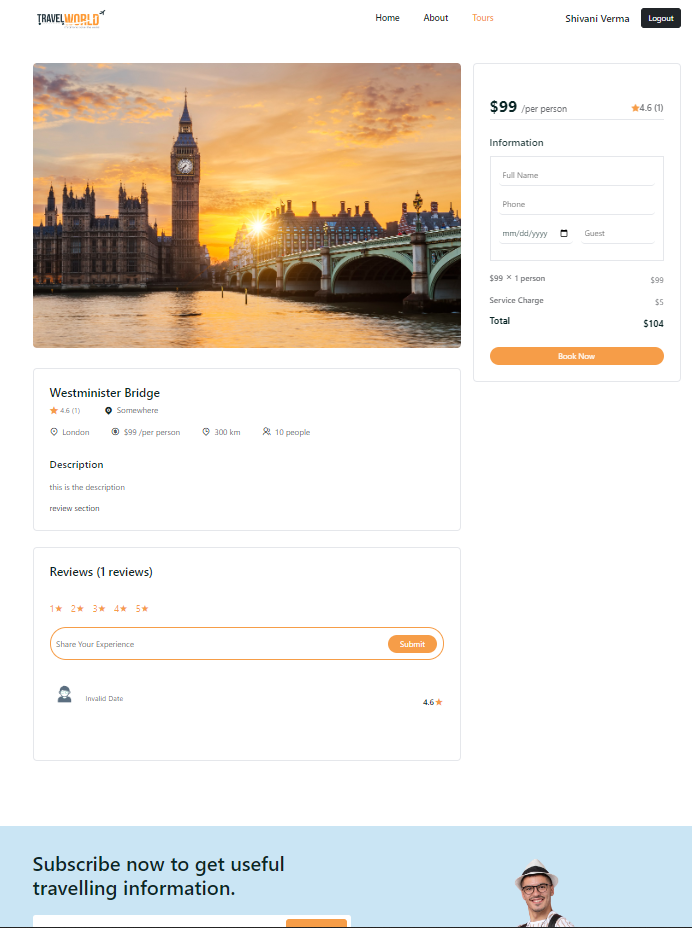 TRAVEL WORLD
Home About Tours Shivani Verma Logout
$99 /per person 4.6 (1)
Information
Full Name
Phone
mm/dd/yyyy Guest
$99 × 1 person $99
Service Charge $5
Total $104
Book Now
Westminister Bridge
4.6 (1) Somewhere
London $99 /per person 300 km 10 people
Description
this is the description
review section
Reviews (1 reviews)
1★ 2★ 3★ 4★ 5★
Share Your Experience Submit
Invalid Date 4.6★
Subscribe now to get useful
travelling information.